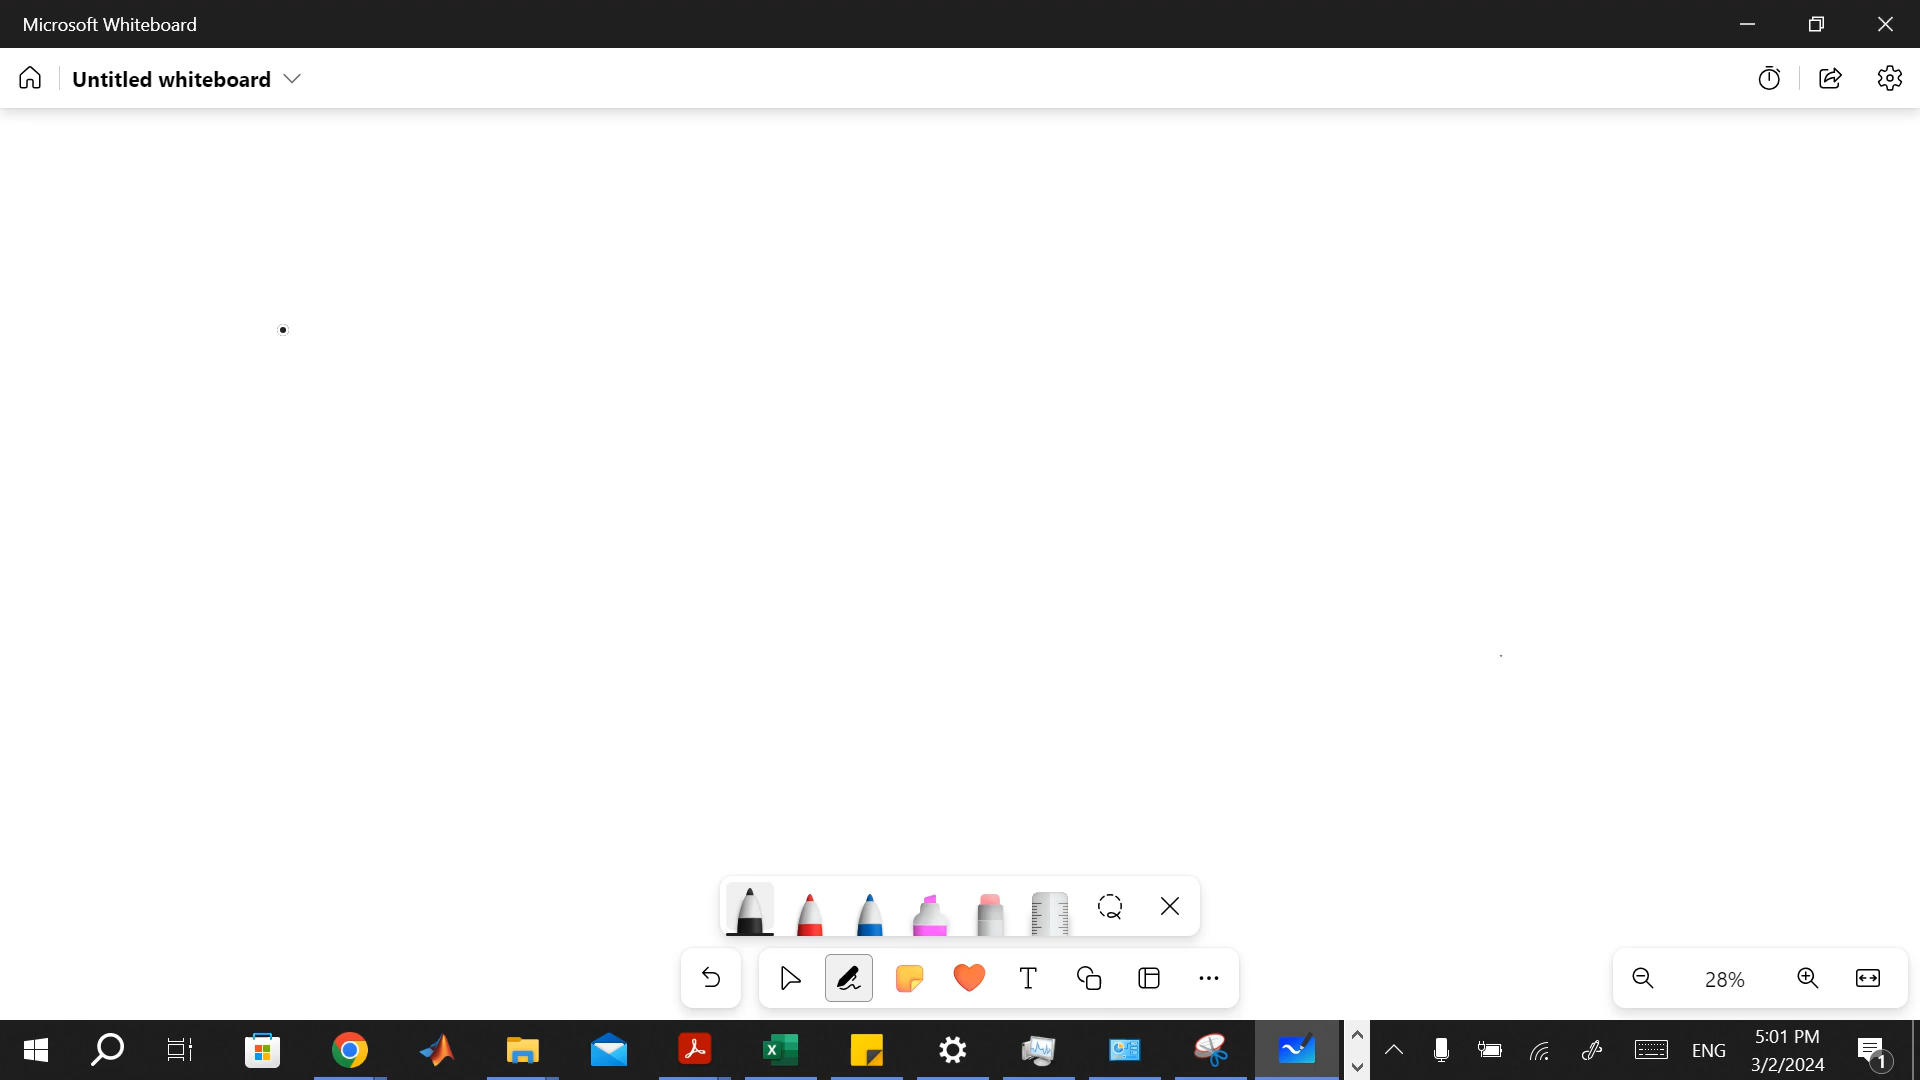 Microsoft Whiteboard
Untitled whiteboard
28%
ENG
5:01 PM
3/2/2024
1